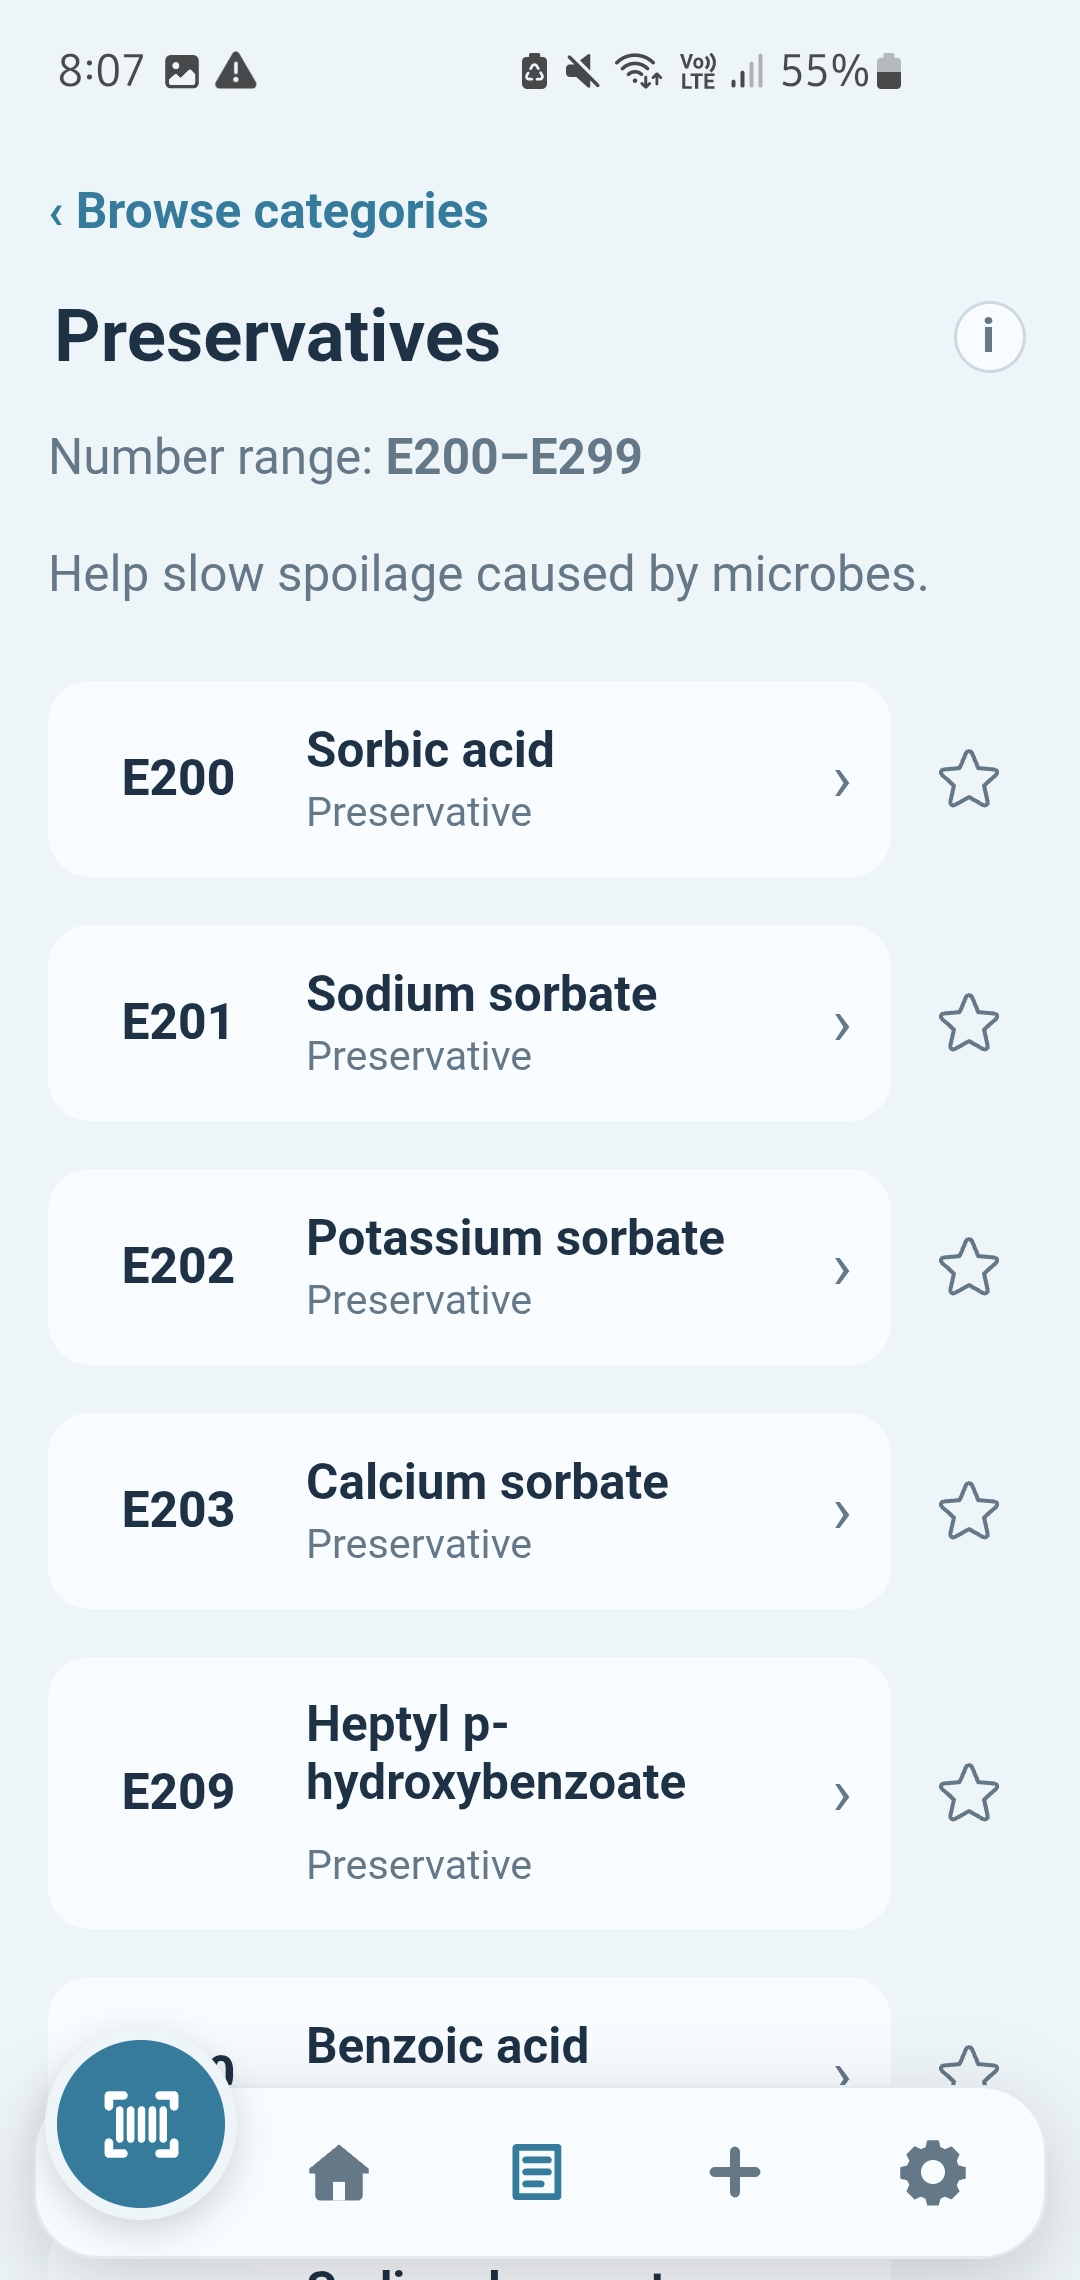 8:07 Vo)) LTE 55%
‹ Browse categories
Preservatives
i
Number range: E200–E299
Help slow spoilage caused by microbes.
E200
Sorbic acid
Preservative
›
E201
Sodium sorbate
Preservative
›
E202
Potassium sorbate
Preservative
›
E203
Calcium sorbate
Preservative
›
E209
Heptyl p-
hydroxybenzoate
Preservative
›
Benzoic acid
›